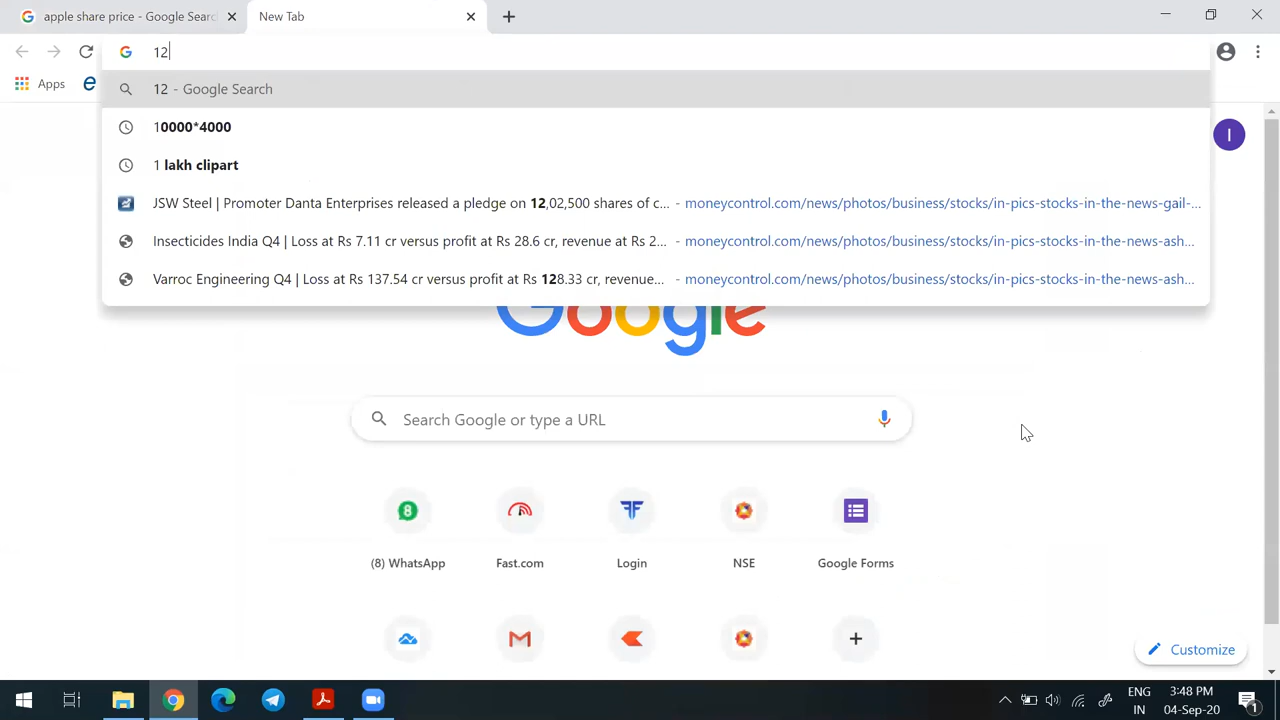 apple share price - Google Searc
New Tab
12
Apps
12 - Google Search
10000*4000
1 lakh clipart
JSW Steel | Promoter Danta Enterprises released a pledge on 12,02,500 shares of c... - moneycontrol.com/news/photos/business/stocks/in-pics-stocks-in-the-news-gail-...
Insecticides India Q4 | Loss at Rs 7.11 cr versus profit at Rs 28.6 cr, revenue at Rs 2... - moneycontrol.com/news/photos/business/stocks/in-pics-stocks-in-the-news-ash...
Varroc Engineering Q4 | Loss at Rs 137.54 cr versus profit at Rs 128.33 cr, revenue... - moneycontrol.com/news/photos/business/stocks/in-pics-stocks-in-the-news-ash...
I
Google
Search Google or type a URL
(8) WhatsApp
Fast.com
Login
NSE
Google Forms
Customize
ENG
IN
3:48 PM
04-Sep-20
1